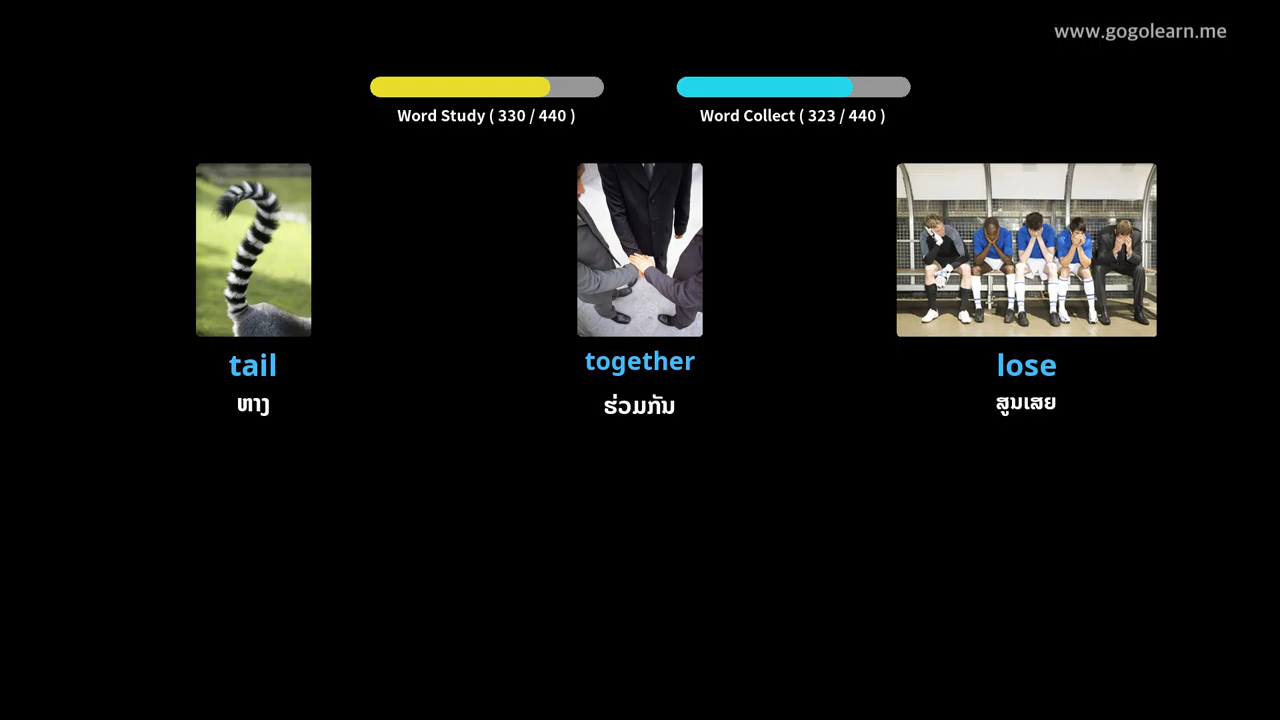 www.gogolearn.me
Word Study ( 330 / 440 )
Word Collect ( 323 / 440 )
tail
together
lose
ຫາງ
ຮ່ວມກັນ
ສູນເສຍ